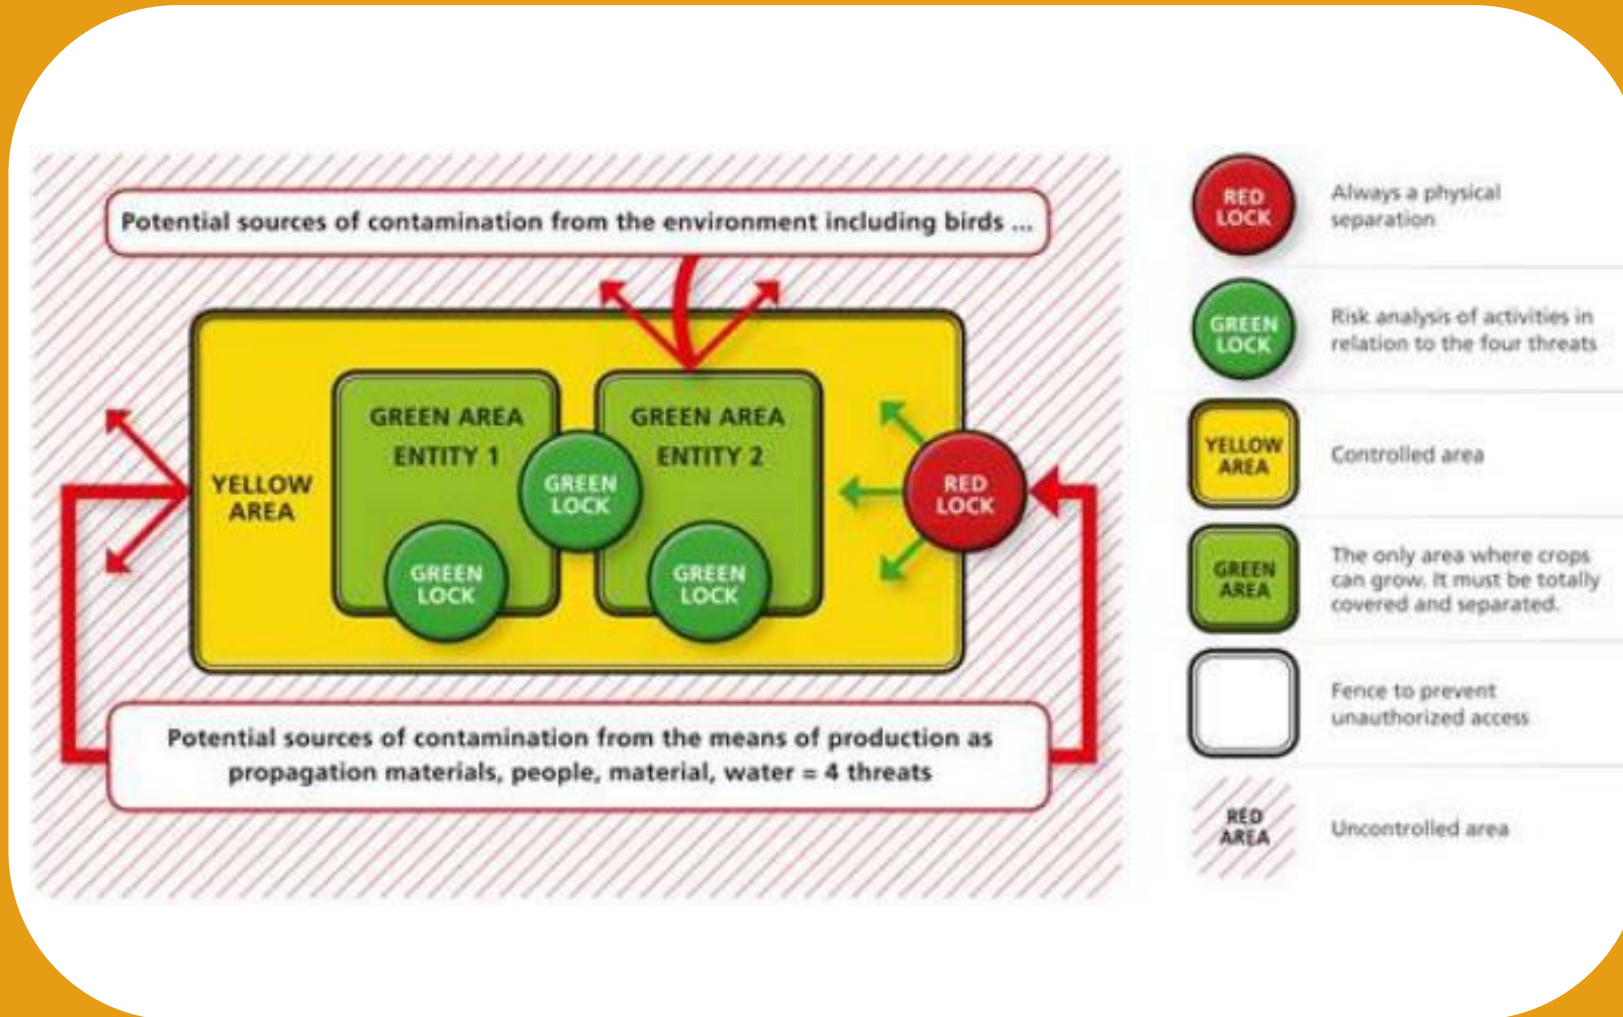 Potential sources of contamination from the environment including birds ...
GREEN AREA
ENTITY 1
GREEN AREA
ENTITY 2
YELLOW
AREA
GREEN
LOCK
RED
LOCK
GREEN
LOCK
GREEN
LOCK
Potential sources of contamination from the means of production as
propagation materials, people, material, water = 4 threats
RED
LOCK
Always a physical
separation
GREEN
LOCK
Risk analysis of activities in
relation to the four threats
YELLOW
AREA
Controlled area
GREEN
AREA
The only area where crops
can grow. It must be totally
covered and separated.
Fence to prevent
unauthorized access
RED
AREA
Uncontrolled area